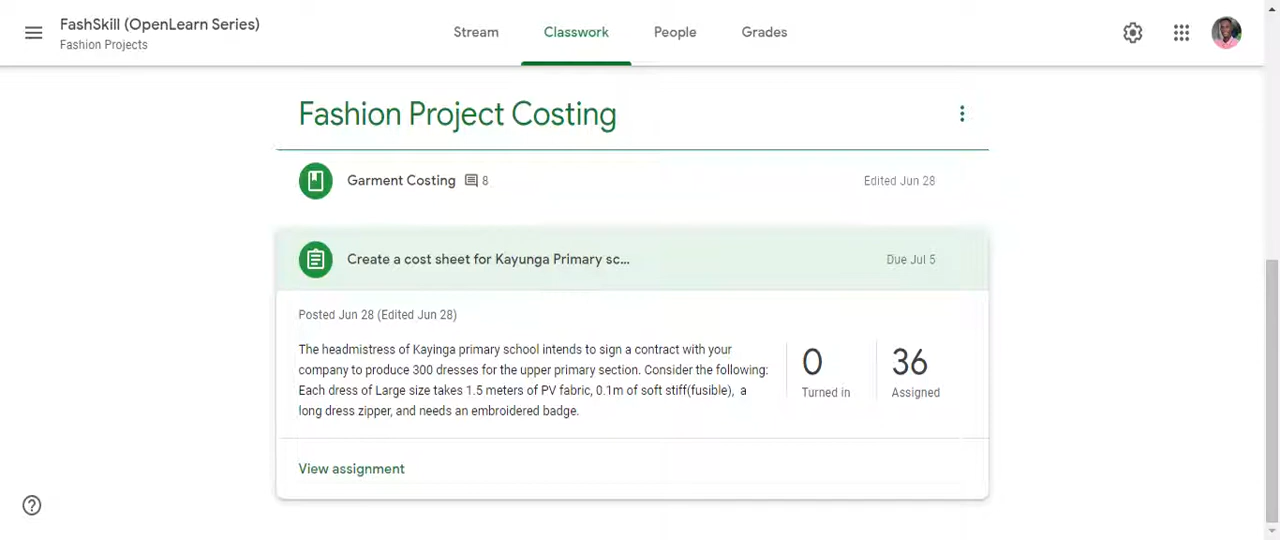 FashSkill (OpenLearn Series)
Fashion Projects
Stream
Classwork
People
Grades
Fashion Project Costing
Garment Costing 8
Edited Jun 28
Create a cost sheet for Kayunga Primary sc...
Due Jul 5
Posted Jun 28 (Edited Jun 28)
The headmistress of Kayinga primary school intends to sign a contract with your
company to produce 300 dresses for the upper primary section. Consider the following:
Each dress of Large size takes 1.5 meters of PV fabric, 0.1m of soft stiff(fusible), a
long dress zipper, and needs an embroidered badge.
0
Turned in
36
Assigned
View assignment